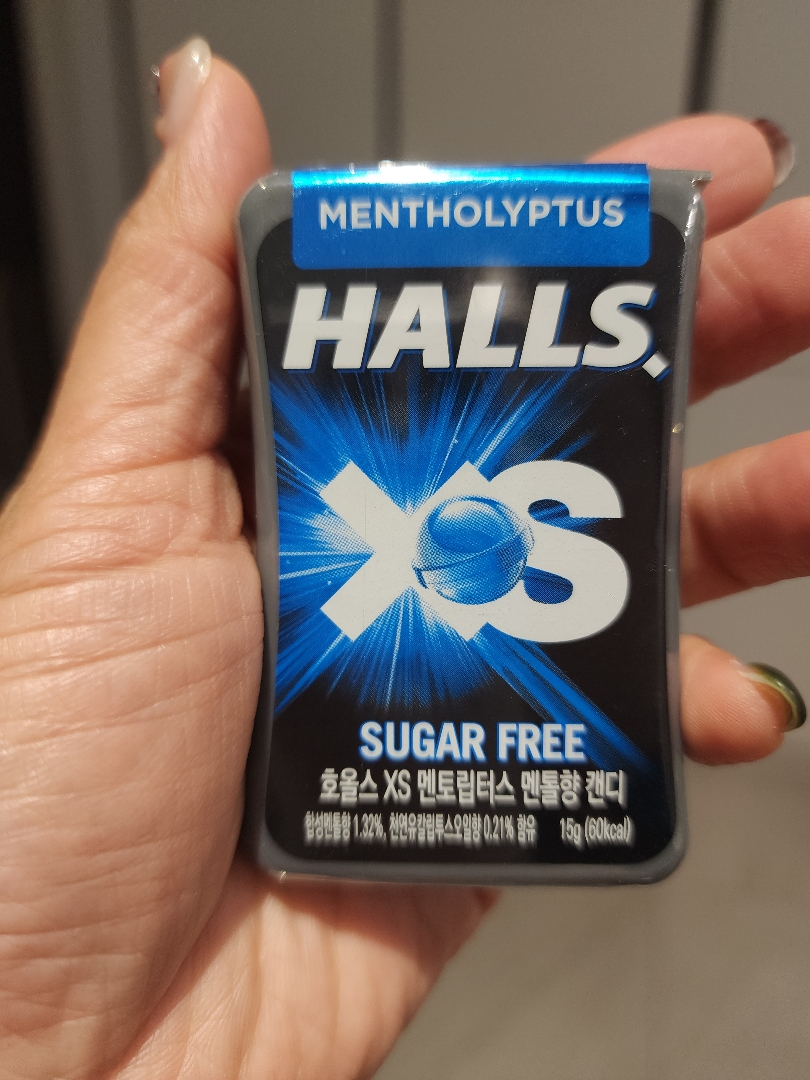 MENTHOLYPTUS
HALLS
XS
SUGAR FREE
호올스 XS 멘토립터스 멘톨향 캔디
합성멘톨향 1.32%, 천연유칼립투스오일향 0.21% 함유 15g (60kcal)